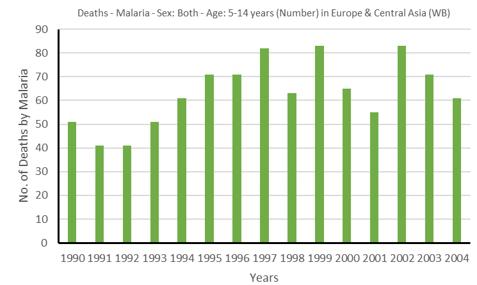 Deaths - Malaria - Sex: Both - Age: 5-14 years (Number) in Europe & Central Asia (WB)
No. of Deaths by Malaria
90
80
70
60
50
40
30
20
10
0
1990 1991 1992 1993 1994 1995 1996 1997 1998 1999 2000 2001 2002 2003 2004
Years